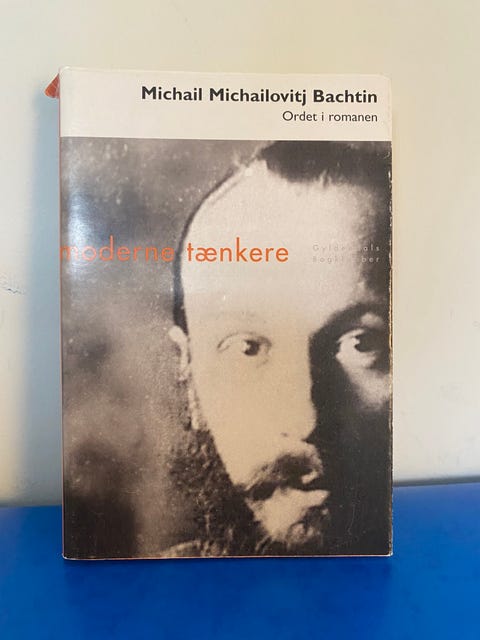 Michail Michailovitj Bachtin
Ordet i romanen
moderne tænkere
Gyldendals
Bogklubber